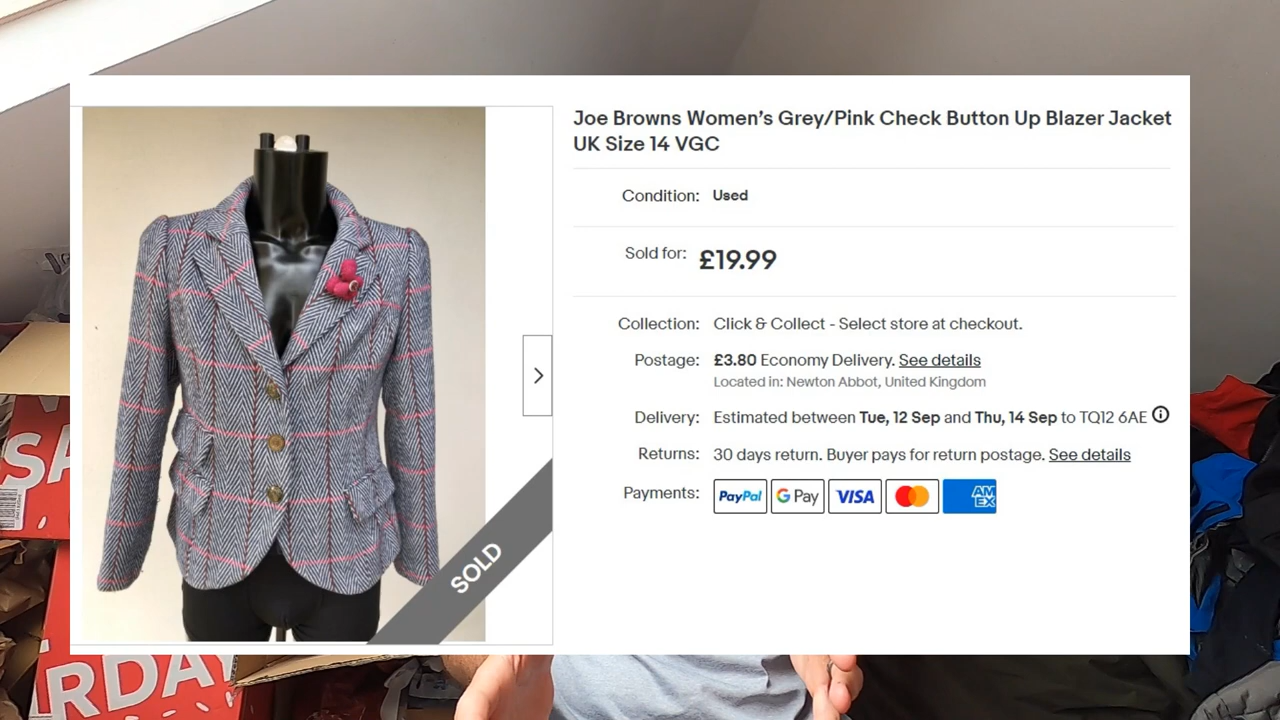 Joe Browns Women's Grey/Pink Check Button Up Blazer Jacket
UK Size 14 VGC
Condition: Used
Sold for: £19.99
Collection: Click & Collect - Select store at checkout.
Postage: £3.80 Economy Delivery. See details
Located in: Newton Abbot, United Kingdom
Delivery: Estimated between Tue, 12 Sep and Thu, 14 Sep to TQ12 6AE
Returns: 30 days return. Buyer pays for return postage. See details
Payments: PayPal G Pay VISA AM
EX
SOLD
SA
RDAY